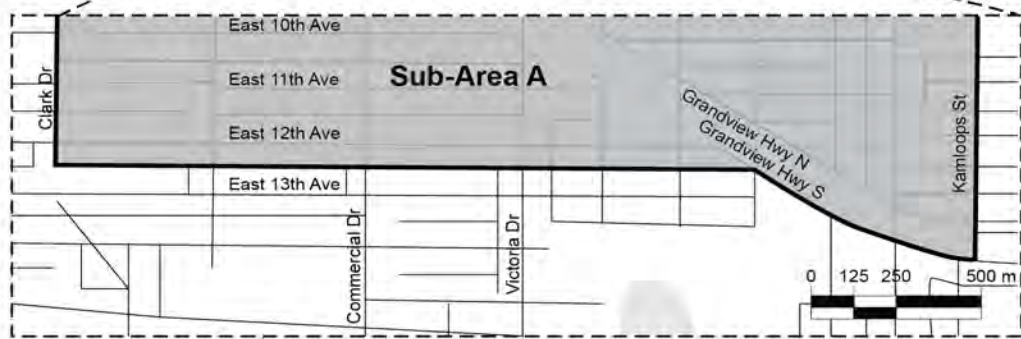 East 10th Ave
Clark Dr
East 11th Ave
Sub-Area A
East 12th Ave
Grandview Hwy N
Grandview Hwy S
Kamloops St
East 13th Ave
Commercial Dr
Victoria Dr
0 125 250 500 m